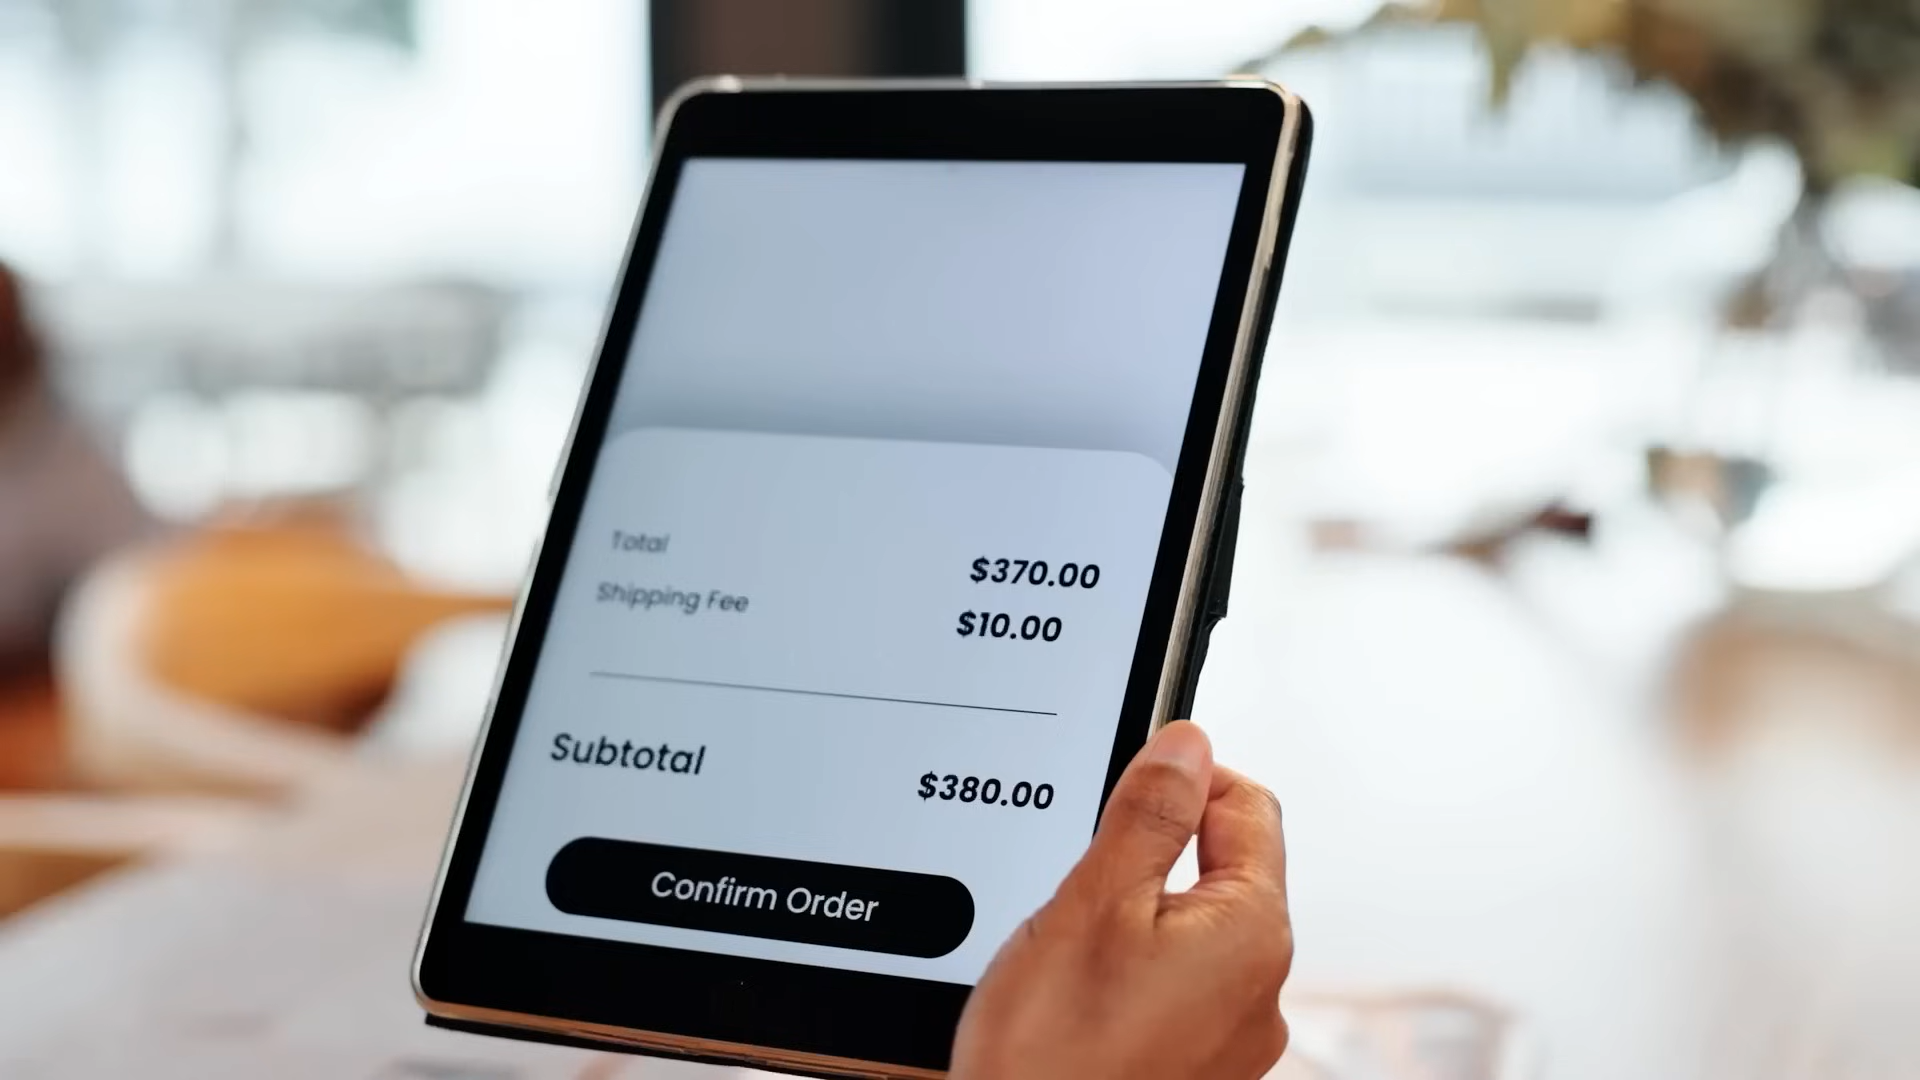 Total $370.00
Shipping Fee $10.00
Subtotal $380.00
Confirm Order